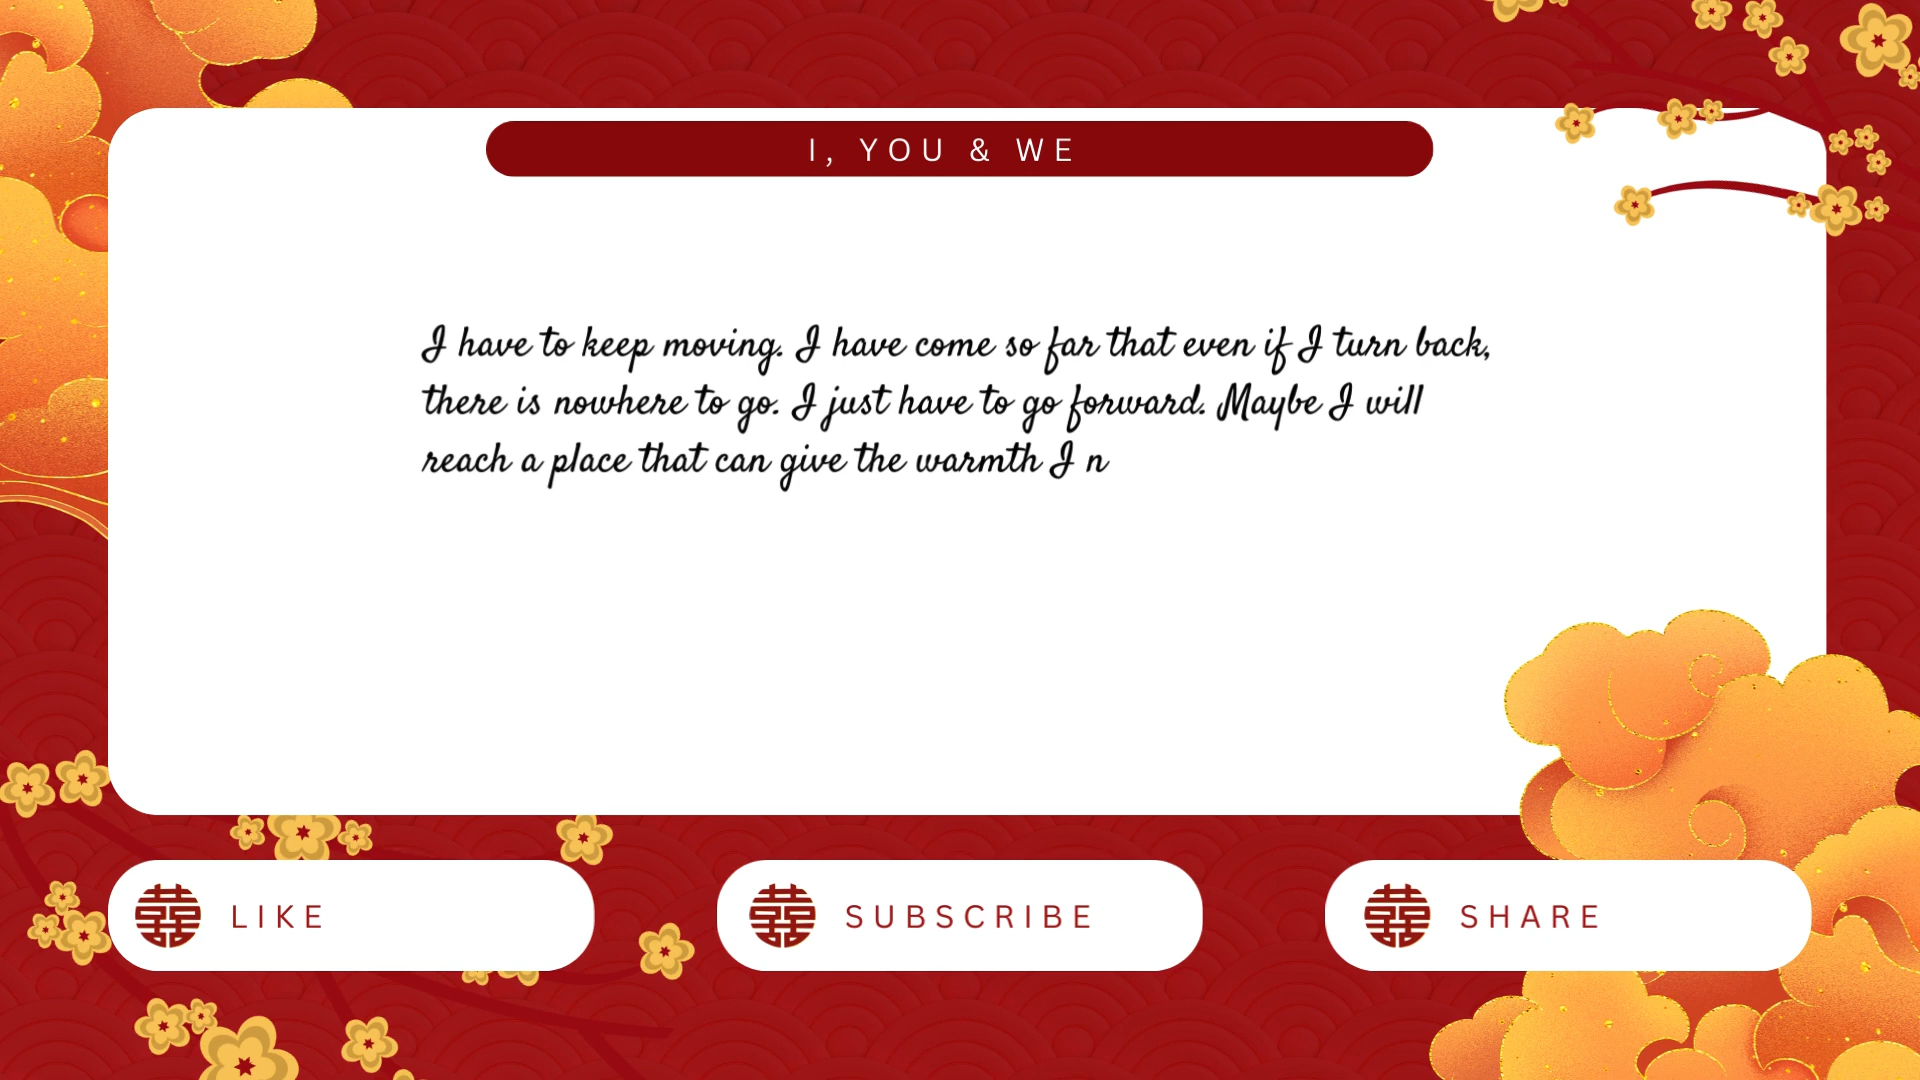 I, YOU & WE
I have to keep moving. I have come so far that even if I turn back,
there is nowhere to go. I just have to go forward. Maybe I will
reach a place that can give the warmth I n
LIKE
SUBSCRIBE
SHARE